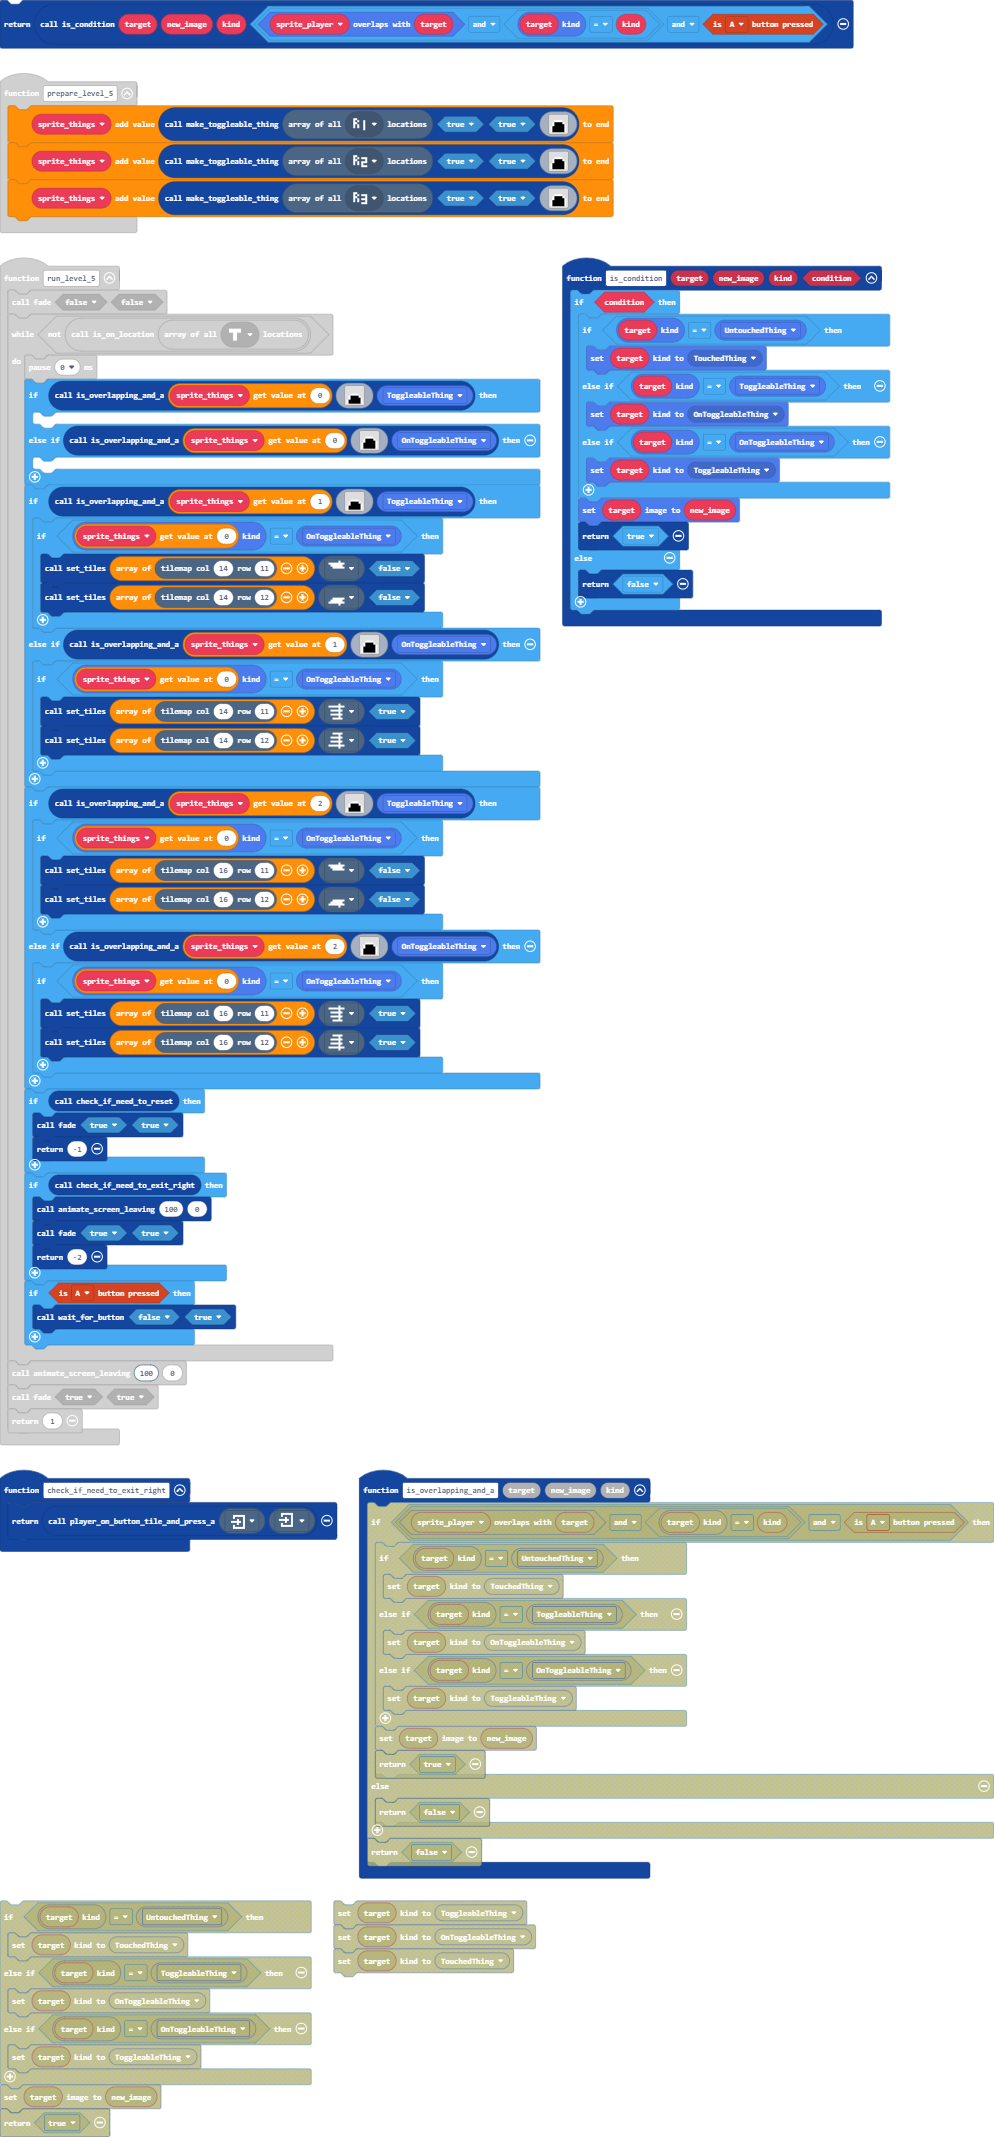 return call is_condition target new_image kind sprite_player overlaps with target and target kind = kind and is A button pressed
function prepare_level_5
sprite_things add value call make_toggleable_thing array of all R1 locations true true to end
sprite_things add value call make_toggleable_thing array of all R2 locations true true to end
sprite_things add value call make_toggleable_thing array of all R3 locations true true to end
function run_level_5
call fade false false
while not call is_on_location array of all T locations
do
pause 0 ms
if call is_overlapping_and_a sprite_things get value at 0 ToggleableThing then
else if call is_overlapping_and_a sprite_things get value at 0 OnToggleableThing then
if call is_overlapping_and_a sprite_things get value at 1 ToggleableThing then
if sprite_things get value at 0 kind = OnToggleableThing then
call set_tiles array of tilemap col 14 row 11 false
call set_tiles array of tilemap col 14 row 12 false
else if call is_overlapping_and_a sprite_things get value at 1 OnToggleableThing then
if sprite_things get value at 0 kind = OnToggleableThing then
call set_tiles array of tilemap col 14 row 11 true
call set_tiles array of tilemap col 14 row 12 true
if call is_overlapping_and_a sprite_things get value at 2 ToggleableThing then
if sprite_things get value at 0 kind = OnToggleableThing then
call set_tiles array of tilemap col 16 row 11 false
call set_tiles array of tilemap col 16 row 12 false
else if call is_overlapping_and_a sprite_things get value at 2 OnToggleableThing then
if sprite_things get value at 0 kind = OnToggleableThing then
call set_tiles array of tilemap col 16 row 11 true
call set_tiles array of tilemap col 16 row 12 true
if call check_if_need_to_reset then
call fade true true
return -1
if call check_if_need_to_exit_right then
call animate_screen_leaving 100 0
call fade true true
return -2
if is A button pressed then
call wait_for_button false true
call animate_screen_leaving 100 0
call fade true true
return 1
function is_condition target new_image kind condition
if condition then
if target kind = UntouchedThing then
set target kind to TouchedThing
else if target kind = ToggleableThing then
set target kind to OnToggleableThing
else if target kind = OnToggleableThing then
set target kind to ToggleableThing
set target image to new_image
return true
else
return false
function check_if_need_to_exit_right
return call player_on_button_tile_and_press_a
function is_overlapping_and_a target new_image kind
if sprite_player overlaps with target and target kind = kind and is A button pressed then
if target kind = UntouchedThing then
set target kind to TouchedThing
else if target kind = ToggleableThing then
set target kind to OnToggleableThing
else if target kind = OnToggleableThing then
set target kind to ToggleableThing
set target image to new_image
return true
else
return false
return false
if target kind = UntouchedThing then
set target kind to TouchedThing
else if target kind = ToggleableThing then
set target kind to OnToggleableThing
else if target kind = OnToggleableThing then
set target kind to ToggleableThing
set target image to new_image
return true
set target kind to ToggleableThing
set target kind to OnToggleableThing
set target kind to TouchedThing